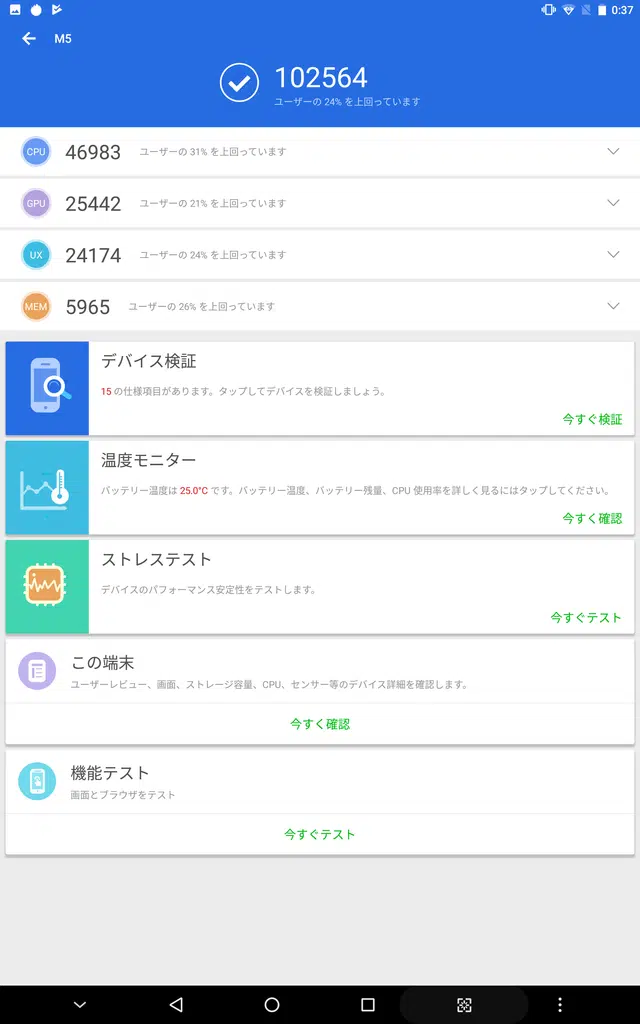 0:37
M5
102564
ユーザーの 24% を上回っています
CPU 46983 ユーザーの 31% を上回っています
GPU 25442 ユーザーの 21% を上回っています
UX 24174 ユーザーの 24% を上回っています
MEM 5965 ユーザーの 26% を上回っています
デバイス検証
15 の仕様項目があります。タップしてデバイスを検証しましょう。
今すぐ検証
温度モニター
バッテリー温度は 25.0°C です。バッテリー温度、バッテリー残量、CPU 使用率を詳しく見るにはタップしてください。
今すぐ確認
ストレステスト
デバイスのパフォーマンス安定性をテストします。
今すぐテスト
この端末
ユーザーレビュー、画面、ストレージ容量、CPU、センサー等のデバイス詳細を確認します。
今すぐ確認
機能テスト
画面とブラウザをテスト
今すぐテスト